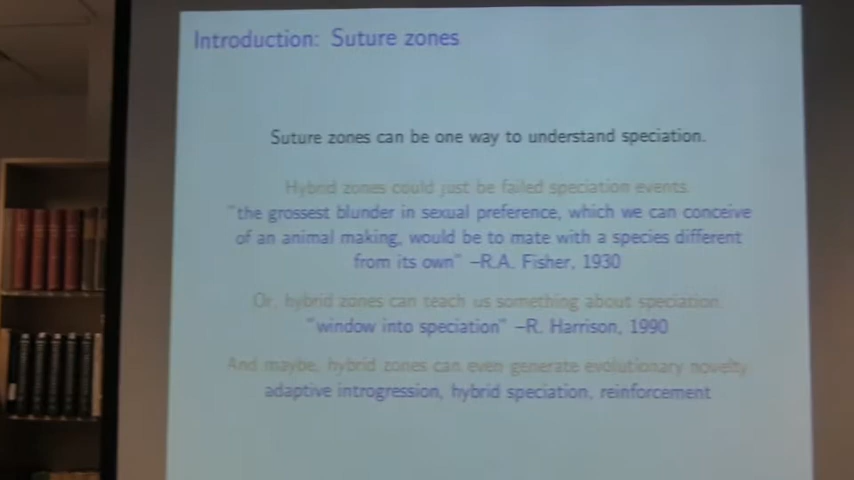 Introduction: Suture zones
Suture zones can be one way to understand speciation.
Hybrid zones could just be failed speciation events.
"the grossest blunder in sexual preference, which we can conceive
of an animal making, would be to mate with a species different
from its own" –R.A. Fisher, 1930
Or, hybrid zones can teach us something about speciation.
"window into speciation" –R. Harrison, 1990
And maybe, hybrid zones can even generate evolutionary novelty
adaptive introgression, hybrid speciation, reinforcement